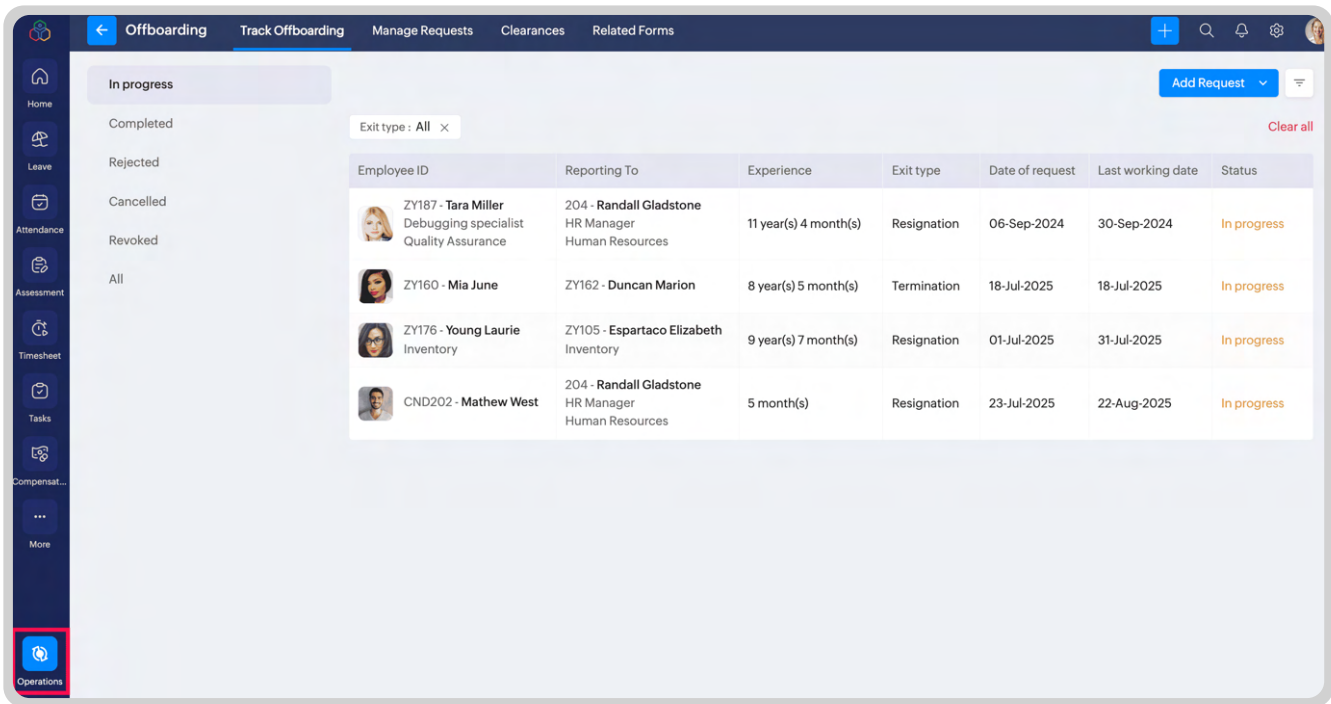 Offboarding
Track Offboarding
Manage Requests
Clearances
Related Forms
Home
Leave
Attendance
Assessment
Timesheet
Tasks
Compensat...
More
Operations
In progress
Completed
Rejected
Cancelled
Revoked
All
Add Request
Exit type : All
Clear all
Employee ID Reporting To Experience Exit type Date of request Last working date Status
ZY187 - Tara Miller
Debugging specialist
Quality Assurance
204 - Randall Gladstone
HR Manager
Human Resources
11 year(s) 4 month(s)
Resignation
06-Sep-2024
30-Sep-2024
In progress
ZY160 - Mia June
ZY162 - Duncan Marion
8 year(s) 5 month(s)
Termination
18-Jul-2025
18-Jul-2025
In progress
ZY176 - Young Laurie
Inventory
ZY105 - Espartaco Elizabeth
Inventory
9 year(s) 7 month(s)
Resignation
01-Jul-2025
31-Jul-2025
In progress
CND202 - Mathew West
204 - Randall Gladstone
HR Manager
Human Resources
5 month(s)
Resignation
23-Jul-2025
22-Aug-2025
In progress